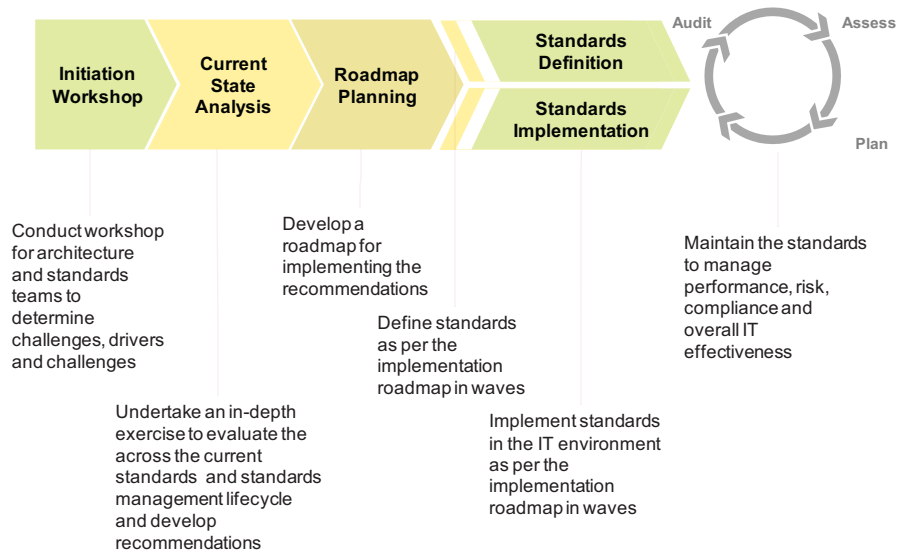 Initiation
Workshop
Current
State
Analysis
Roadmap
Planning
Standards
Definition
Standards
Implementation
Audit
Assess
Plan
Conduct workshop
for architecture
and standards
teams to
determine
challenges, drivers
and challenges
Undertake an in-depth
exercise to evaluate the
across the current
standards and standards
management lifecycle
and develop
recommendations
Develop a
roadmap for
implementing the
recommendations
Define standards
as per the
implementation
roadmap in waves
Implement standards
in the IT environment
as per the
implementation
roadmap in waves
Maintain the standards
to manage
performance, risk,
compliance and
overall IT
effectiveness